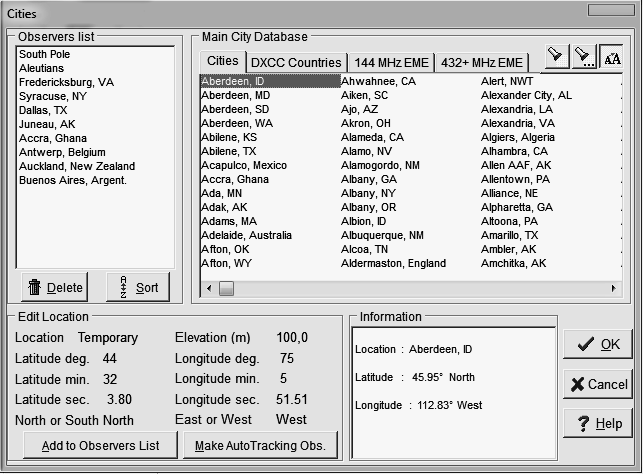 Cities
Observers list
South Pole
Aleutians
Fredericksburg, VA
Syracuse, NY
Dallas, TX
Juneau, AK
Accra, Ghana
Antwerp, Belgium
Auckland, New Zealand
Buenos Aires, Argent.
Delete
A Z Sort
Main City Database
Cities DXCC Countries 144 MHz EME 432+ MHz EME
Aberdeen, ID Ahwahnee, CA Alert, NWT
Aberdeen, MD Aiken, SC Alexander City, AL
Aberdeen, SD Ajo, AZ Alexandria, LA
Aberdeen, WA Akron, OH Alexandria, VA
Abilene, KS Alameda, CA Algiers, Algeria
Abilene, TX Alamo, NV Alhambra, CA
Acapulco, Mexico Alamogordo, NM Allen AAF, AK
Accra, Ghana Albany, GA Allentown, PA
Ada, MN Albany, NY Alliance, NE
Adak, AK Albany, OR Alpharetta, GA
Adams, MA Albion, ID Altoona, PA
Adelaide, Australia Albuquerque, NM Amarillo, TX
Afton, OK Alcoa, TN Ambler, AK
Afton, WY Aldermaston, England Amchitka, AK
Edit Location
Location Temporary Elevation (m) 100,0
Latitude deg. 44 Longitude deg. 75
Latitude min. 32 Longitude min. 5
Latitude sec. 3.80 Longitude sec. 51.51
North or South North East or West West
Add to Observers List Make AutoTracking Obs.
Information
Location : Aberdeen, ID
Latitude : 45.95° North
Longitude : 112.83° West
OK
Cancel
? Help